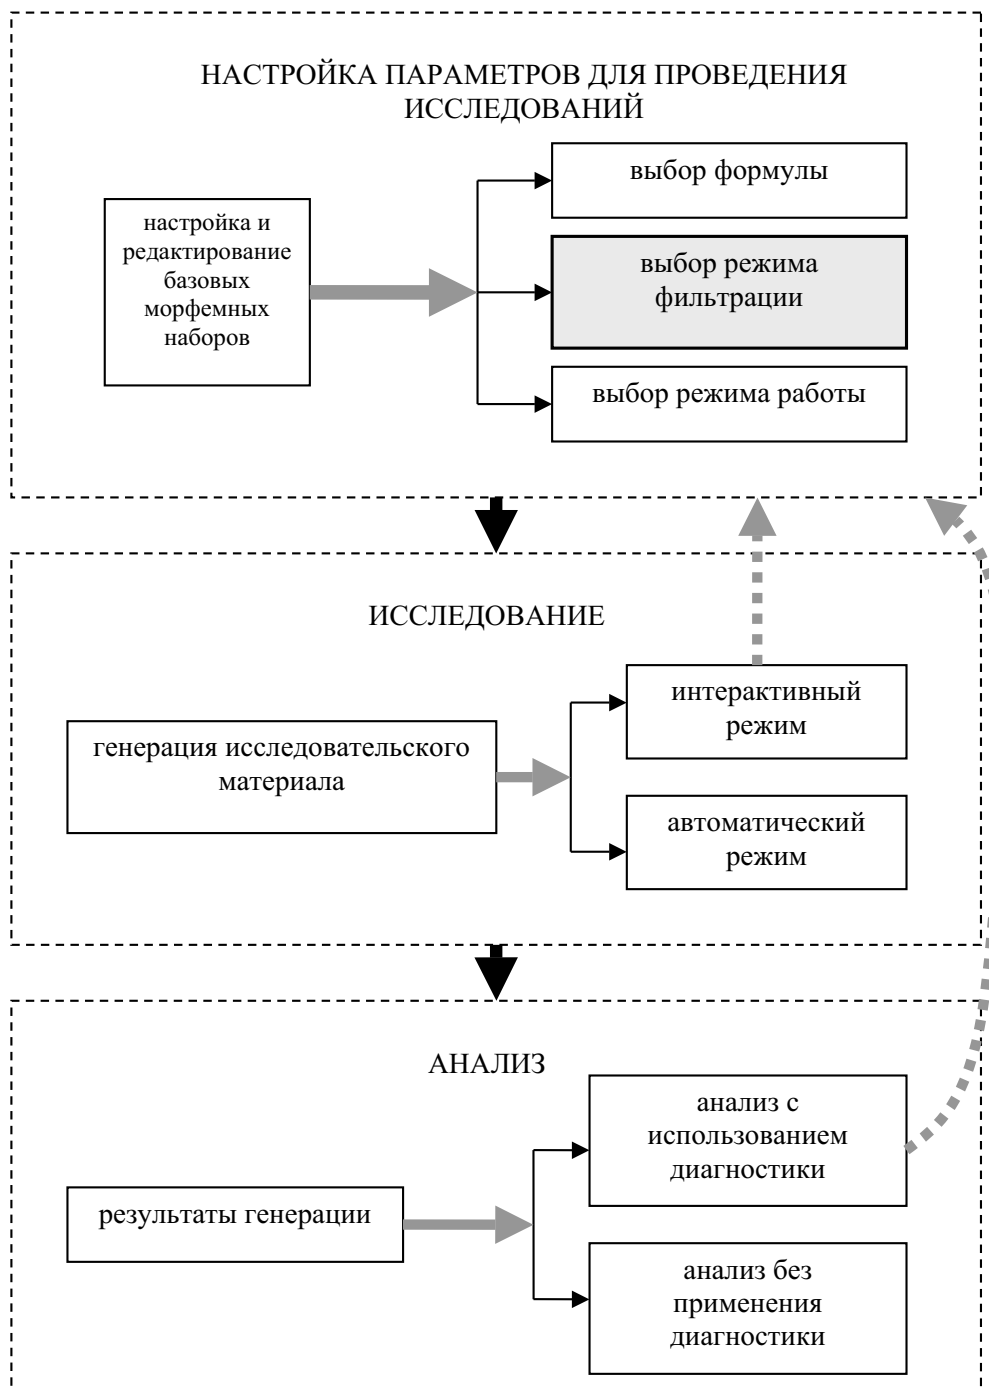 НАСТРОЙКА ПАРАМЕТРОВ ДЛЯ ПРОВЕДЕНИЯ
ИССЛЕДОВАНИЙ
настройка и
редактирование
базовых
морфемных
наборов
выбор формулы
выбор режима
фильтрации
выбор режима работы
ИССЛЕДОВАНИЕ
генерация исследовательского
материала
интерактивный
режим
автоматический
режим
АНАЛИЗ
результаты генерации
анализ с
использованием
диагностики
анализ без
применения
диагностики